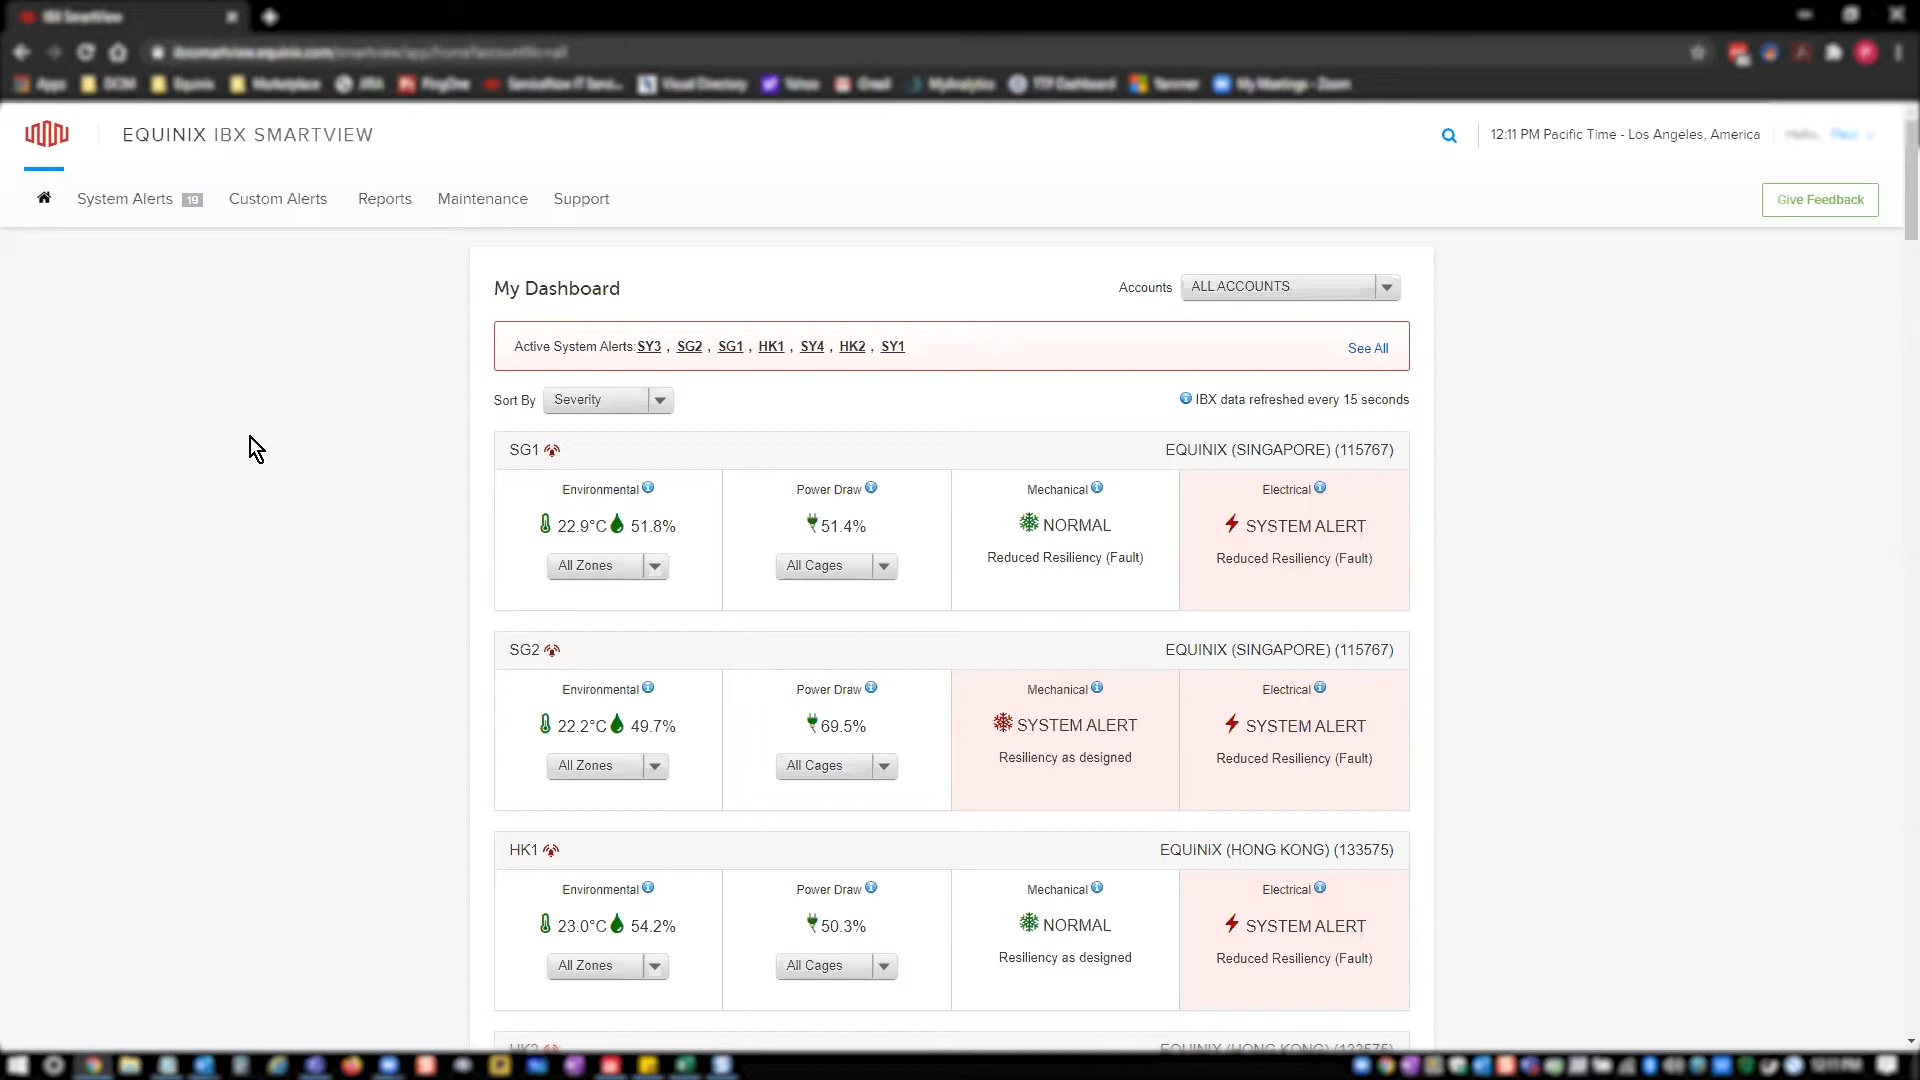 IBX SmartView
Apps
Equinix
Marketplace
JIRA
PingOne
Visual Directory
Yahoo
Gmail
MyAnalytics
TTP Dashboard
Yammer
My Meetings - Zoom
EQUINIX IBX SMARTVIEW
12:11 PM Pacific Time - Los Angeles, America
System Alerts 19 Custom Alerts Reports Maintenance Support
Give Feedback
My Dashboard
Accounts ALL ACCOUNTS
Active System Alerts: SY3 , SG2 , SG1 , HK1 , SY4 , HK2 , SY1
See All
Sort By Severity
IBX data refreshed every 15 seconds
SG1 EQUINIX (SINGAPORE) (115767)
Environmental Power Draw Mechanical Electrical
22.9°C 51.8% 51.4% NORMAL SYSTEM ALERT
Reduced Resiliency (Fault) Reduced Resiliency (Fault)
All Zones All Cages
SG2 EQUINIX (SINGAPORE) (115767)
Environmental Power Draw Mechanical Electrical
22.2°C 49.7% 69.5% SYSTEM ALERT SYSTEM ALERT
Resiliency as designed Reduced Resiliency (Fault)
All Zones All Cages
HK1 EQUINIX (HONG KONG) (133575)
Environmental Power Draw Mechanical Electrical
23.0°C 54.2% 50.3% NORMAL SYSTEM ALERT
Resiliency as designed Reduced Resiliency (Fault)
All Zones All Cages
HK2 EQUINIX (HONG KONG) (133575)